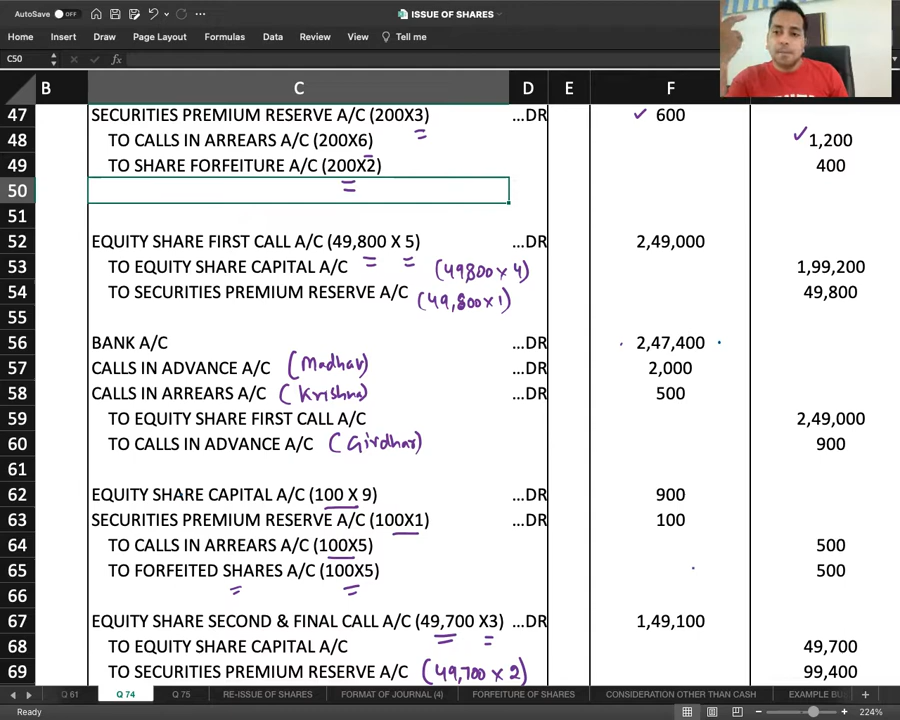 AutoSave OFF ISSUE OF SHARES
Home Insert Draw Page Layout Formulas Data Review View Tell me
C50 fx
B C D E F
47 SECURITIES PREMIUM RESERVE A/C (200X3) ...DR 600
48 TO CALLS IN ARREARS A/C (200X6) 1,200
49 TO SHARE FORFEITURE A/C (200X2) 400
50
51
52 EQUITY SHARE FIRST CALL A/C (49,800 X 5) ...DR 2,49,000
53 TO EQUITY SHARE CAPITAL A/C (49800 x 4) 1,99,200
54 TO SECURITIES PREMIUM RESERVE A/C (49,800x1) 49,800
55
56 BANK A/C ...DR 2,47,400
57 CALLS IN ADVANCE A/C (Madhav) ...DR 2,000
58 CALLS IN ARREARS A/C (Krishna) ...DR 500
59 TO EQUITY SHARE FIRST CALL A/C 2,49,000
60 TO CALLS IN ADVANCE A/C (Girdhar) 900
61
62 EQUITY SHARE CAPITAL A/C (100 X 9) ...DR 900
63 SECURITIES PREMIUM RESERVE A/C (100X1) ...DR 100
64 TO CALLS IN ARREARS A/C (100X5) 500
65 TO FORFEITED SHARES A/C (100X5) 500
66
67 EQUITY SHARE SECOND & FINAL CALL A/C (49,700 X3) ...DR 1,49,100
68 TO EQUITY SHARE CAPITAL A/C 49,700
69 TO SECURITIES PREMIUM RESERVE A/C (49,700 x 2) 99,400
Q 61 Q 74 Q 75 RE-ISSUE OF SHARES FORMAT OF JOURNAL (4) FORFEITURE OF SHARES CONSIDERATION OTHER THAN CASH EXAMPLE BU
Ready 224%